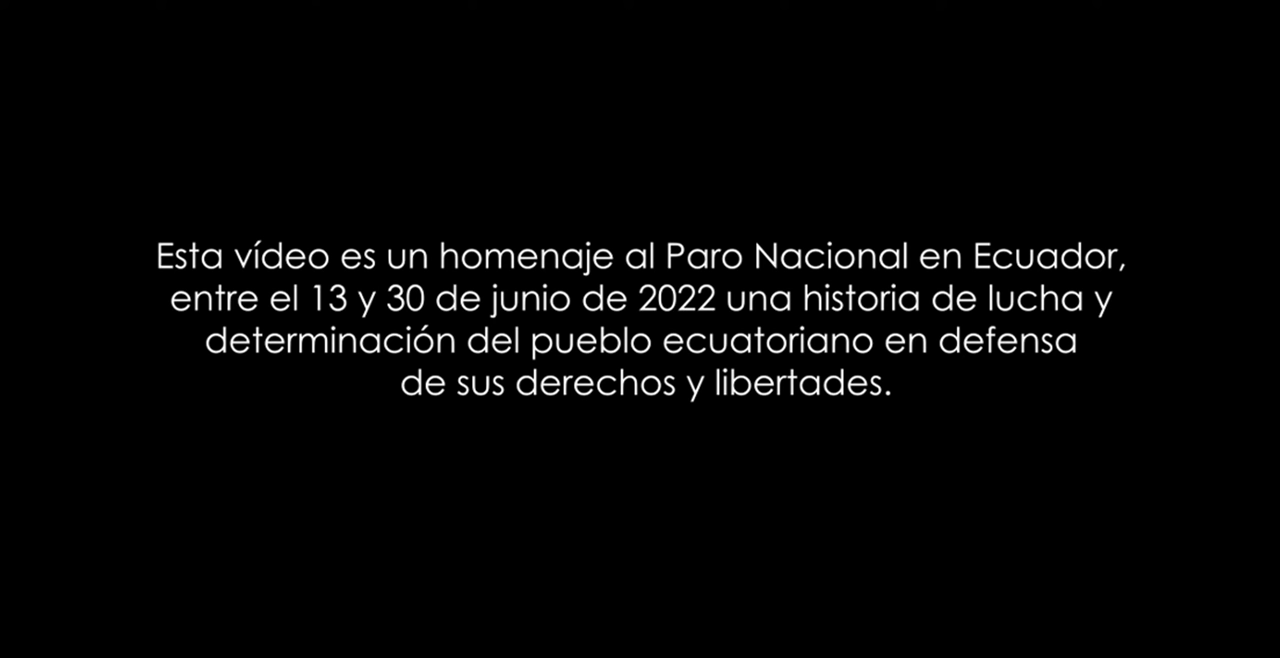 Esta vídeo es un homenaje al Paro Nacional en Ecuador,
entre el 13 y 30 de junio de 2022 una historia de lucha y
determinación del pueblo ecuatoriano en defensa
de sus derechos y libertades.